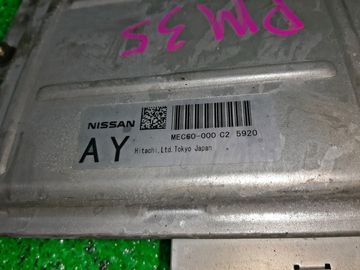 PM35
NISSAN MEC60-000 C2 5920
AY Hitachi,Ltd.Tokyo Japan